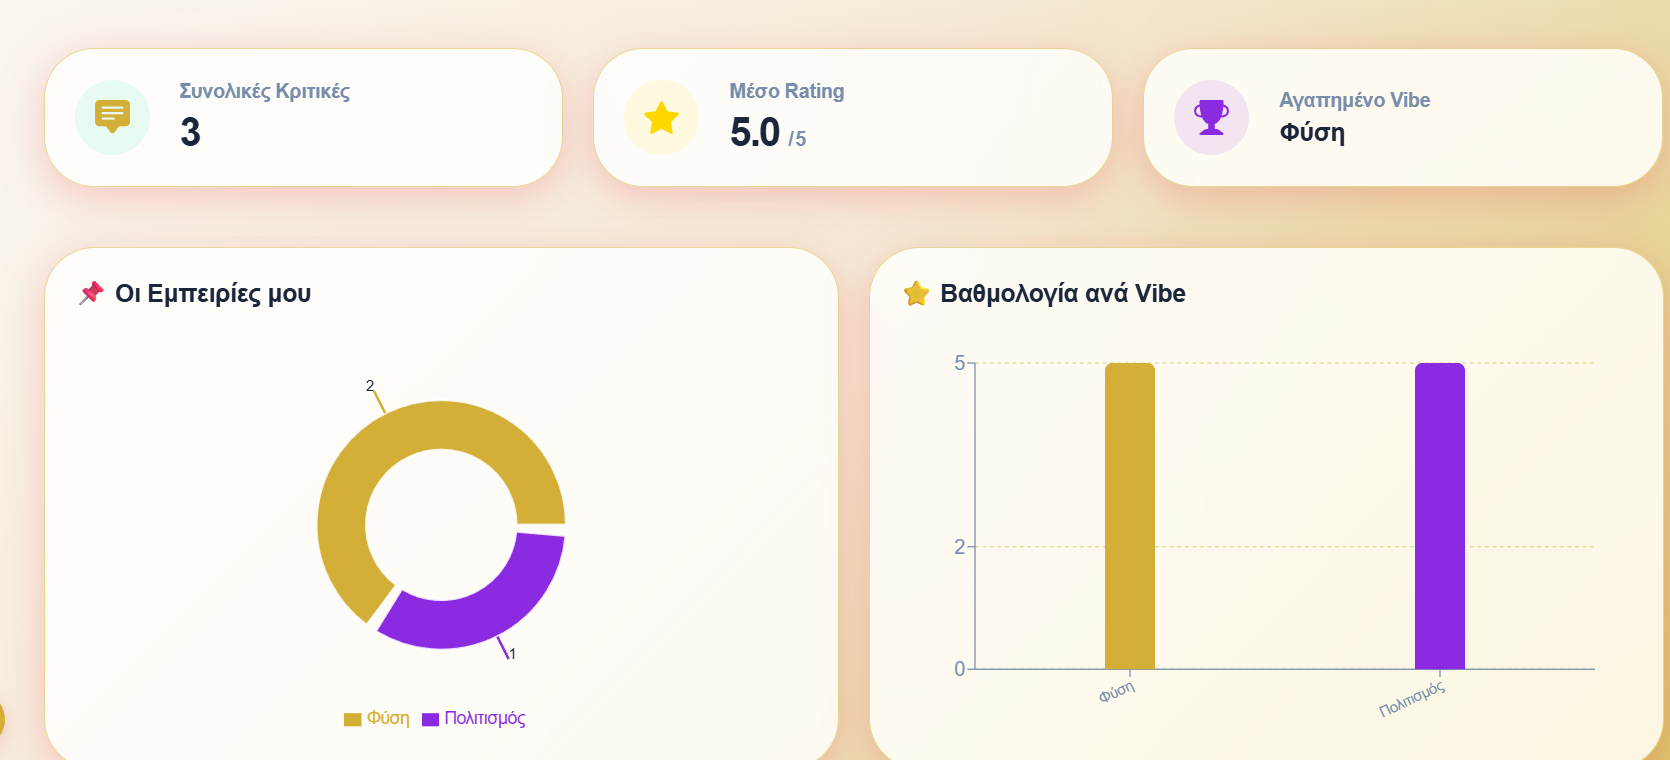 Συνολικές Κριτικές
3
Μέσο Rating
5.0 /5
Αγαπημένο Vibe
Φύση
Οι Εμπειρίες μου
2
1
Φύση Πολιτισμός
Βαθμολογία ανά Vibe
5
2
0
Φύση
Πολιτισμός